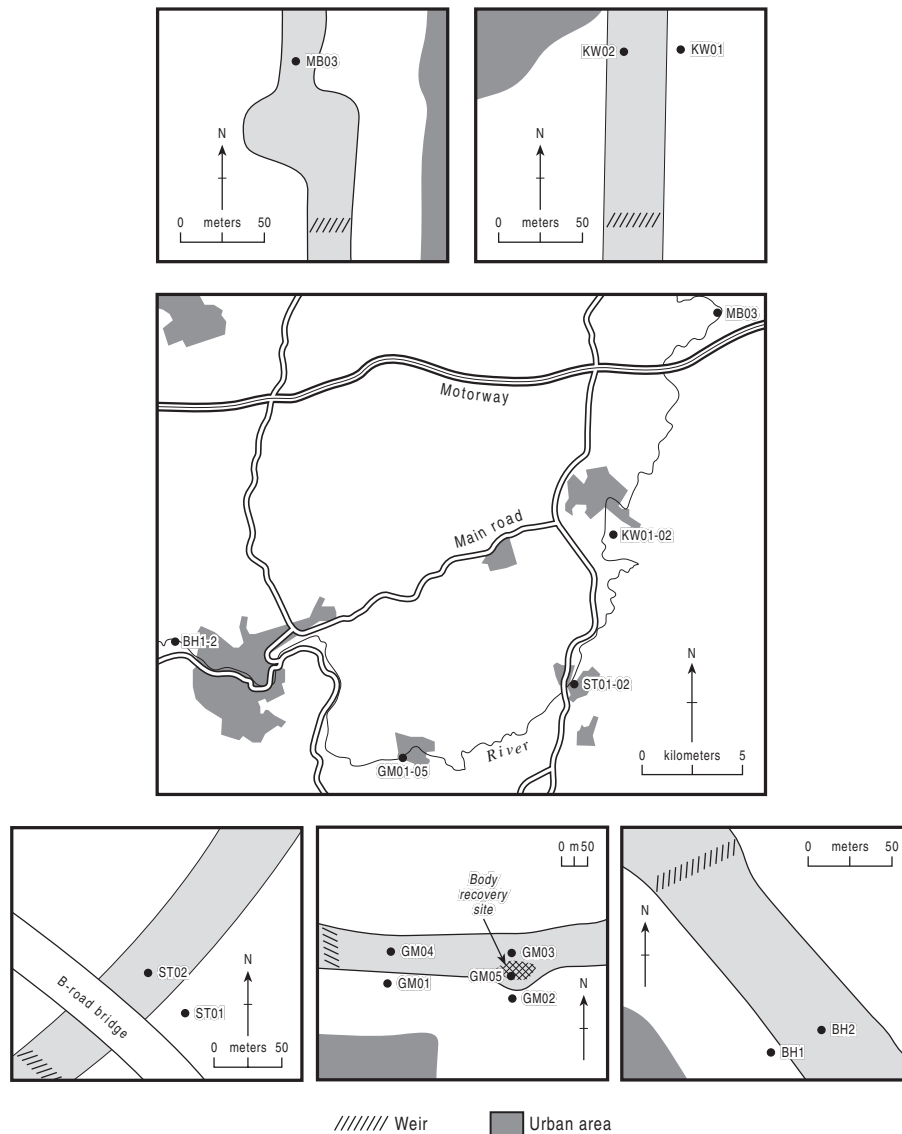 MB03
N
0 meters 50
KW02
KW01
N
0 meters 50
MB03
Motorway
Main road
KW01-02
BH1-2
ST01-02
River
GM01-05
N
0 kilometers 5
ST02
ST01
B-road bridge
N
0 meters 50
0 m 50
Body
recovery
site
GM04
GM03
GM05
GM01
GM02
N
0 meters 50
N
BH2
BH1
Weir
Urban area